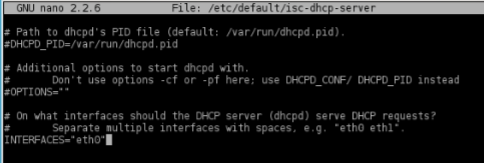 GNU nano 2.2.6 File: /etc/default/isc-dhcp-server
# Path to dhcpd's PID file (default: /var/run/dhcpd.pid).
#DHCPD_PID=/var/run/dhcpd.pid
# Additional options to start dhcpd with.
# Don't use options -cf or -pf here; use DHCPD_CONF/ DHCPD_PID instead
#OPTIONS=""
# On what interfaces should the DHCP server (dhcpd) serve DHCP requests?
# Separate multiple interfaces with spaces, e.g. "eth0 eth1".
INTERFACES="eth0"